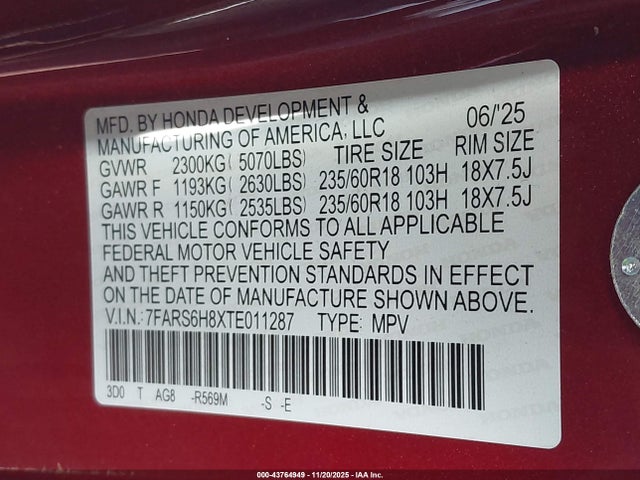 MFD. BY HONDA DEVELOPMENT & 06/'25
MANUFACTURING OF AMERICA, LLC
GVWR 2300KG( 5070LBS) TIRE SIZE RIM SIZE
GAWR F 1193KG( 2630LBS) 235/60R18 103H 18X7.5J
GAWR R 1150KG( 2535LBS) 235/60R18 103H 18X7.5J
THIS VEHICLE CONFORMS TO ALL APPLICABLE
FEDERAL MOTOR VEHICLE SAFETY
AND THEFT PREVENTION STANDARDS IN EFFECT
ON THE DATE OF MANUFACTURE SHOWN ABOVE.
V.I.N.: 7FARS6H8XTE011287 TYPE: MPV
3D0 T AG8 -R569M -S -E
000-43764949 | 11/20/2025 | IAA Inc.